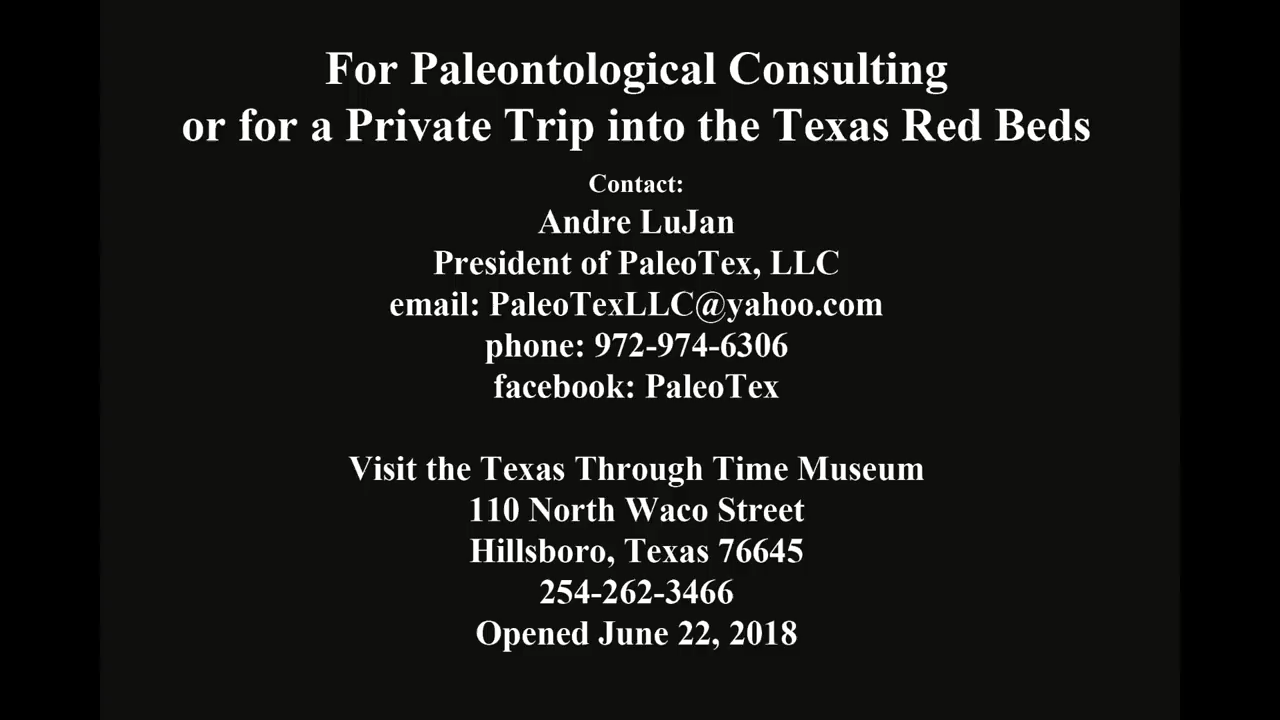 For Paleontological Consulting
or for a Private Trip into the Texas Red Beds
Contact:
Andre LuJan
President of PaleoTex, LLC
email: PaleoTexLLC@yahoo.com
phone: 972-974-6306
facebook: PaleoTex
Visit the Texas Through Time Museum
110 North Waco Street
Hillsboro, Texas 76645
254-262-3466
Opened June 22, 2018